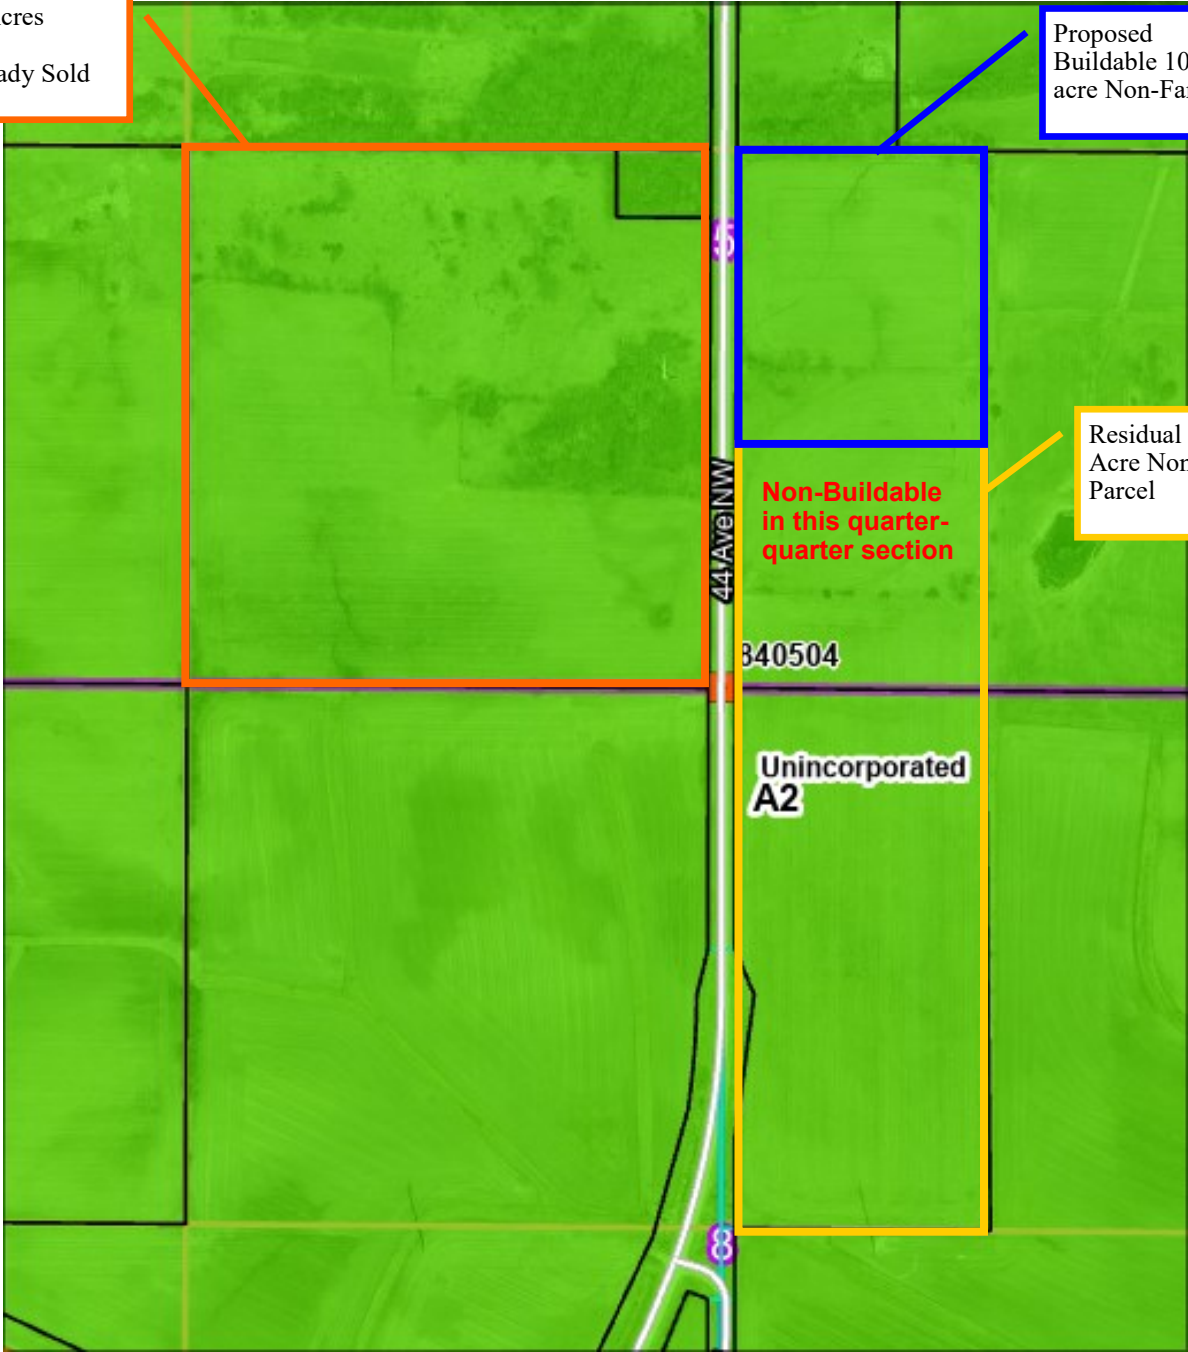 cres
ady Sold
Proposed
Buildable 10
acre Non-Fa
5
Residual
Acre Non
Parcel
Non-Buildable
in this quarter-
quarter section
44 Ave NW
840504
Unincorporated
A2
8